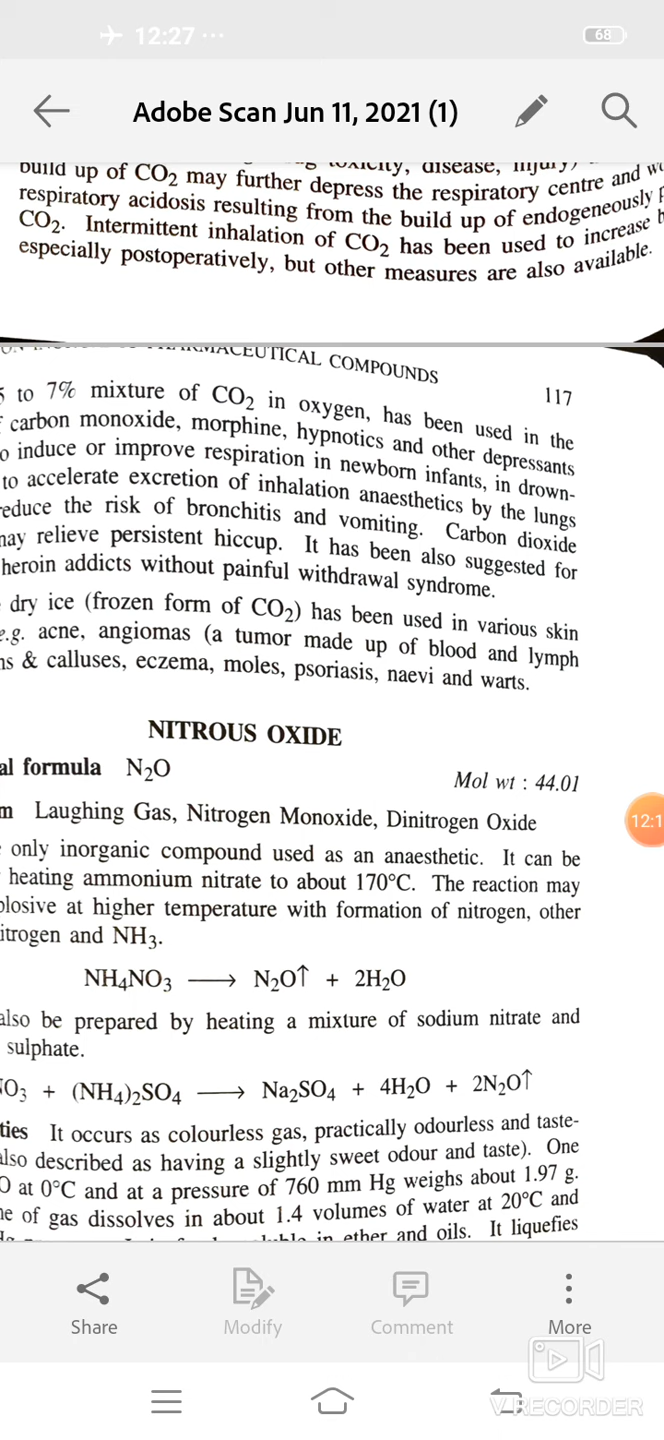 12:27 ...
68
Adobe Scan Jun 11, 2021 (1)
toxicity, disease, injury)
build up of CO2 may further depress the respiratory centre and
respiratory acidosis resulting from the build up of endogeneously
CO2. Intermittent inhalation of CO2 has been used to increase
especially postoperatively, but other measures are also available.
PHARMACEUTICAL COMPOUNDS
117
to 7% mixture of CO2 in oxygen, has been used in the
carbon monoxide, morphine, hypnotics and other depressants
o induce or improve respiration in newborn infants, in drown-
to accelerate excretion of inhalation anaesthetics by the lungs
reduce the risk of bronchitis and vomiting. Carbon dioxide
may relieve persistent hiccup. It has been also suggested for
heroin addicts without painful withdrawal syndrome.
dry ice (frozen form of CO2) has been used in various skin
e.g. acne, angiomas (a tumor made up of blood and lymph
ns & calluses, eczema, moles, psoriasis, naevi and warts.
NITROUS OXIDE
al formula N2O
Mol wt : 44.01
m Laughing Gas, Nitrogen Monoxide, Dinitrogen Oxide
only inorganic compound used as an anaesthetic. It can be
heating ammonium nitrate to about 170°C. The reaction may
plosive at higher temperature with formation of nitrogen, other
itrogen and NH3.
NH4NO3 ⟶ N2O↑ + 2H2O
also be prepared by heating a mixture of sodium nitrate and
sulphate.
NO3 + (NH4)2SO4 ⟶ Na2SO4 + 4H2O + 2N2O↑
ties It occurs as colourless gas, practically odourless and taste-
also described as having a slightly sweet odour and taste). One
O at 0°C and at a pressure of 760 mm Hg weighs about 1.97 g.
me of gas dissolves in about 1.4 volumes of water at 20°C and
in ether and oils. It liquefies
12:1
Share
Modify
Comment
More
V RECORDER